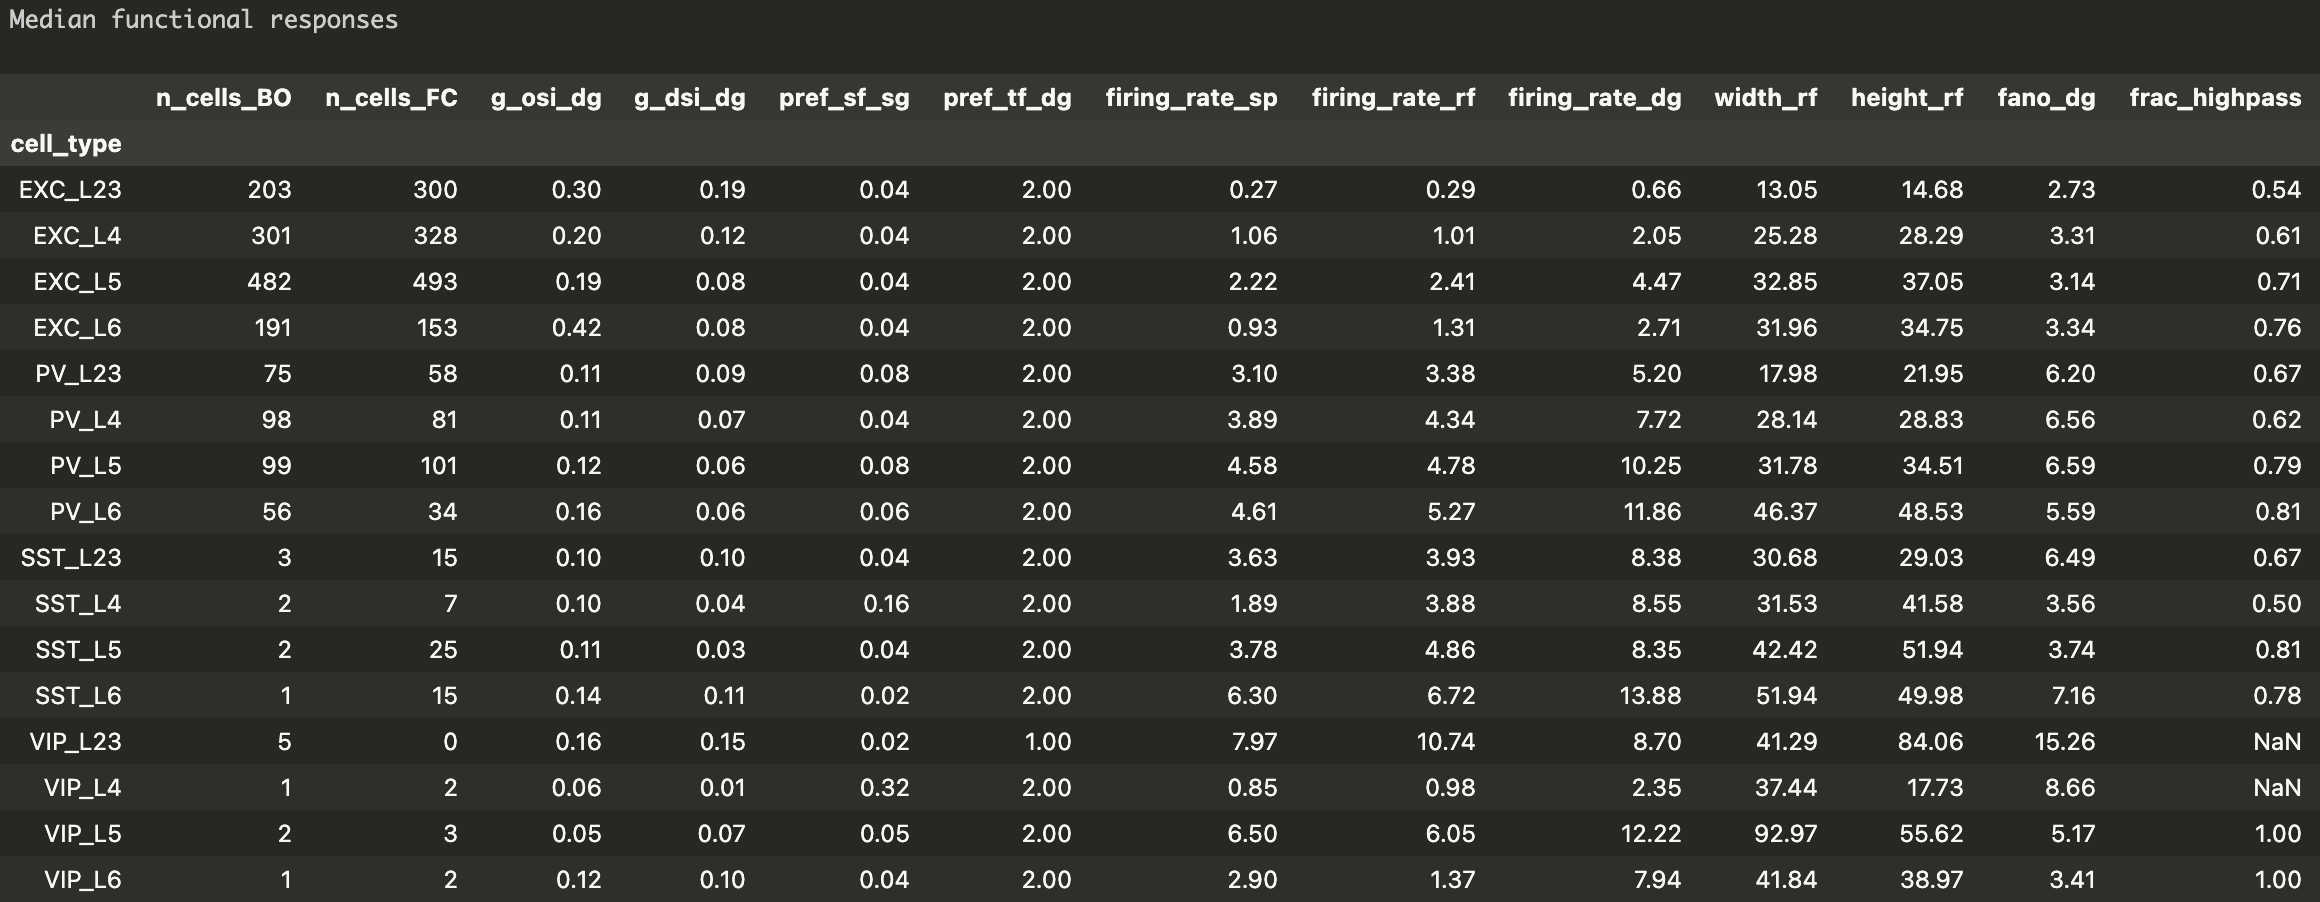 Median functional responses
n_cells_BO n_cells_FC g_osi_dg g_dsi_dg pref_sf_sg pref_tf_dg firing_rate_sp firing_rate_rf firing_rate_dg width_rf height_rf fano_dg frac_highpass
cell_type
EXC_L23 203 300 0.30 0.19 0.04 2.00 0.27 0.29 0.66 13.05 14.68 2.73 0.54
EXC_L4 301 328 0.20 0.12 0.04 2.00 1.06 1.01 2.05 25.28 28.29 3.31 0.61
EXC_L5 482 493 0.19 0.08 0.04 2.00 2.22 2.41 4.47 32.85 37.05 3.14 0.71
EXC_L6 191 153 0.42 0.08 0.04 2.00 0.93 1.31 2.71 31.96 34.75 3.34 0.76
PV_L23 75 58 0.11 0.09 0.08 2.00 3.10 3.38 5.20 17.98 21.95 6.20 0.67
PV_L4 98 81 0.11 0.07 0.04 2.00 3.89 4.34 7.72 28.14 28.83 6.56 0.62
PV_L5 99 101 0.12 0.06 0.08 2.00 4.58 4.78 10.25 31.78 34.51 6.59 0.79
PV_L6 56 34 0.16 0.06 0.06 2.00 4.61 5.27 11.86 46.37 48.53 5.59 0.81
SST_L23 3 15 0.10 0.10 0.04 2.00 3.63 3.93 8.38 30.68 29.03 6.49 0.67
SST_L4 2 7 0.10 0.04 0.16 2.00 1.89 3.88 8.55 31.53 41.58 3.56 0.50
SST_L5 2 25 0.11 0.03 0.04 2.00 3.78 4.86 8.35 42.42 51.94 3.74 0.81
SST_L6 1 15 0.14 0.11 0.02 2.00 6.30 6.72 13.88 51.94 49.98 7.16 0.78
VIP_L23 5 0 0.16 0.15 0.02 1.00 7.97 10.74 8.70 41.29 84.06 15.26 NaN
VIP_L4 1 2 0.06 0.01 0.32 2.00 0.85 0.98 2.35 37.44 17.73 8.66 NaN
VIP_L5 2 3 0.05 0.07 0.05 2.00 6.50 6.05 12.22 92.97 55.62 5.17 1.00
VIP_L6 1 2 0.12 0.10 0.04 2.00 2.90 1.37 7.94 41.84 38.97 3.41 1.00